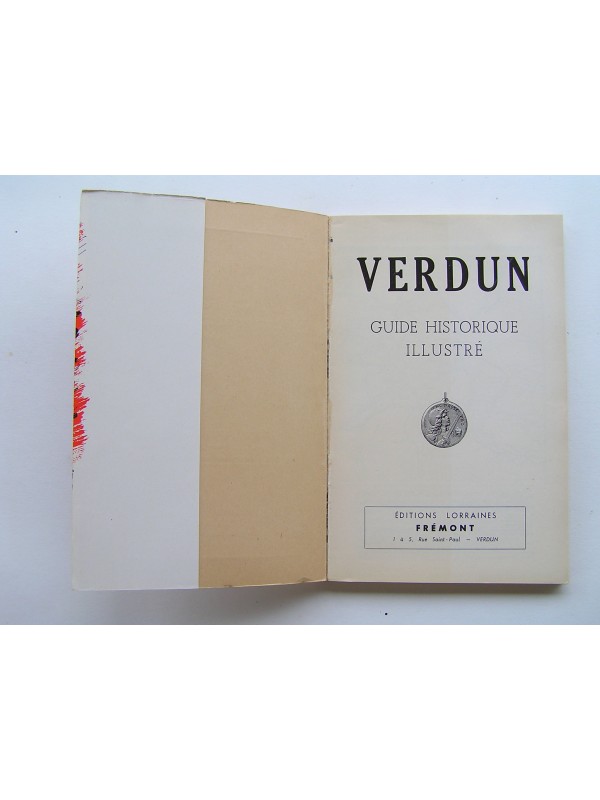 VERDUN
GUIDE HISTORIQUE
ILLUSTRÉ
ÉDITIONS LORRAINES
FRÉMONT
1 à 5, Rue Saint-Paul — VERDUN